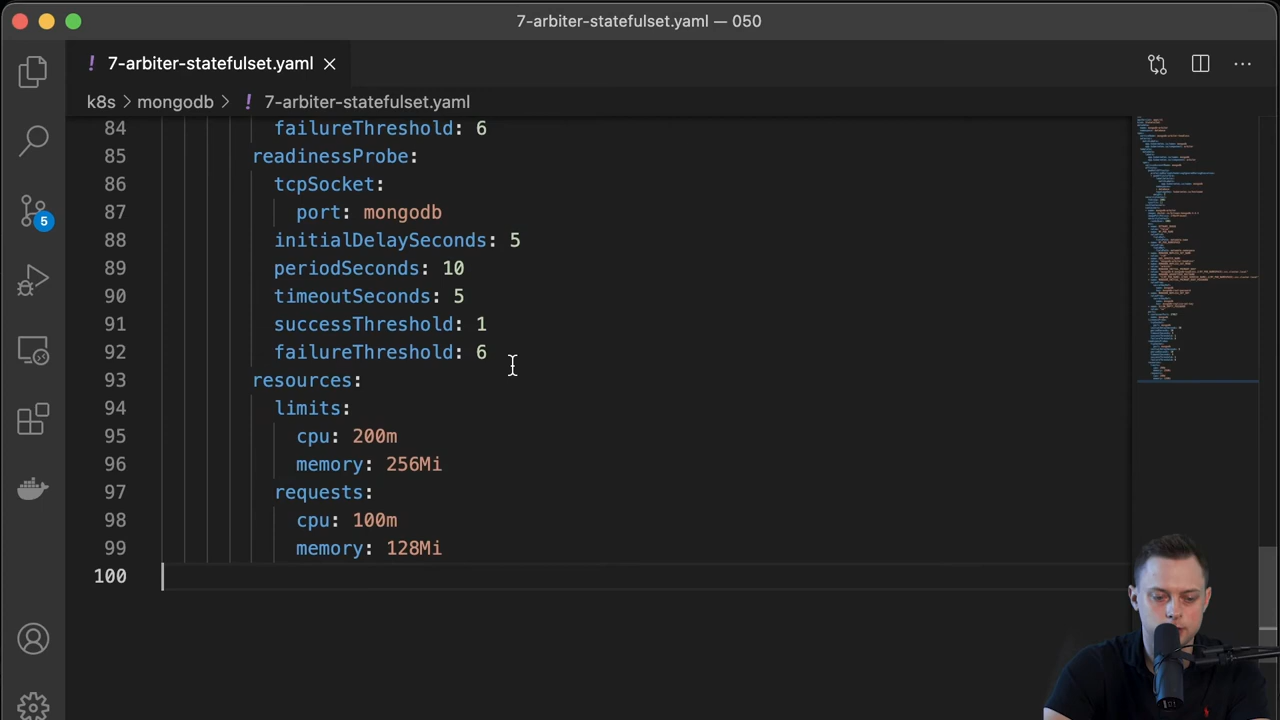 7-arbiter-statefulset.yaml — 050
! 7-arbiter-statefulset.yaml ×
k8s > mongodb > ! 7-arbiter-statefulset.yaml
84 failureThreshold: 6
85 readinessProbe:
86 tcpSocket:
87 port: mongodb
88 initialDelaySeconds: 5
89 periodSeconds: 10
90 timeoutSeconds: 5
91 successThreshold: 1
92 failureThreshold: 6
93 resources:
94 limits:
95 cpu: 200m
96 memory: 256Mi
97 requests:
98 cpu: 100m
99 memory: 128Mi
100
5